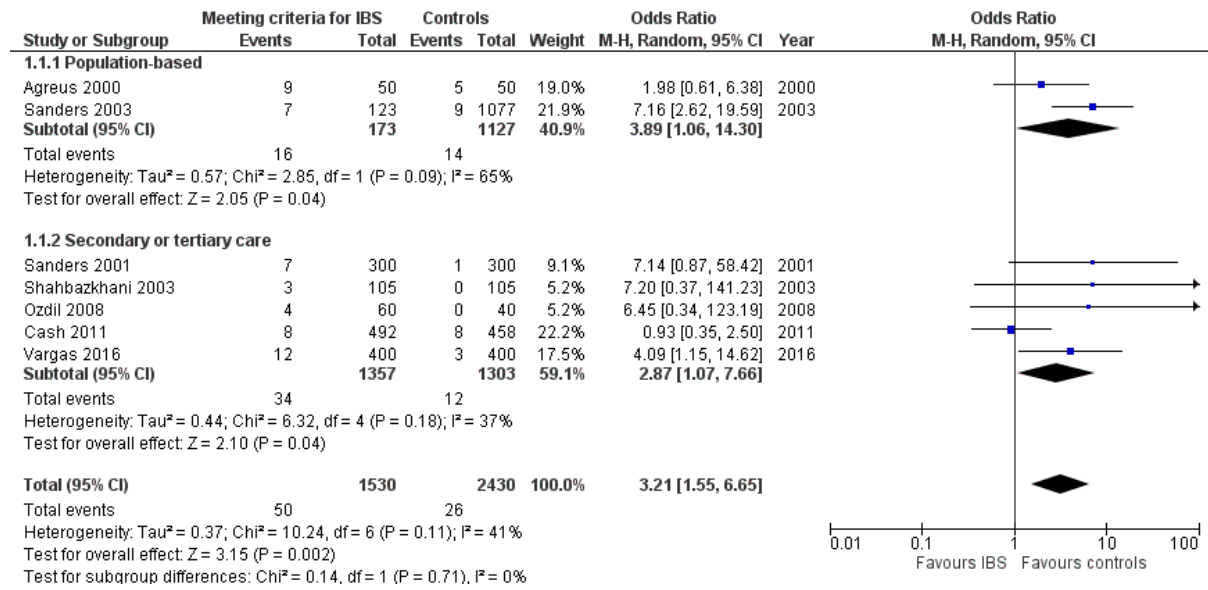 Meeting criteria for IBS Controls Odds Ratio Odds Ratio
Study or Subgroup Events Total Events Total Weight M-H, Random, 95% CI Year M-H, Random, 95% CI
1.1.1 Population-based
Agreus 2000 9 50 5 50 19.0% 1.98 [0.61, 6.38] 2000
Sanders 2003 7 123 9 1077 21.9% 7.16 [2.62, 19.59] 2003
Subtotal (95% CI) 173 1127 40.9% 3.89 [1.06, 14.30]
Total events 16 14
Heterogeneity: Tau² = 0.57; Chi² = 2.85, df = 1 (P = 0.09); I² = 65%
Test for overall effect: Z = 2.05 (P = 0.04)
1.1.2 Secondary or tertiary care
Sanders 2001 7 300 1 300 9.1% 7.14 [0.87, 58.42] 2001
Shahbazkhani 2003 3 105 0 105 5.2% 7.20 [0.37, 141.23] 2003
Ozdil 2008 4 60 0 40 5.2% 6.45 [0.34, 123.19] 2008
Cash 2011 8 492 8 458 22.2% 0.93 [0.35, 2.50] 2011
Vargas 2016 12 400 3 400 17.5% 4.09 [1.15, 14.62] 2016
Subtotal (95% CI) 1357 1303 59.1% 2.87 [1.07, 7.66]
Total events 34 12
Heterogeneity: Tau² = 0.44; Chi² = 6.32, df = 4 (P = 0.18); I² = 37%
Test for overall effect: Z = 2.10 (P = 0.04)
Total (95% CI) 1530 2430 100.0% 3.21 [1.55, 6.65]
Total events 50 26
Heterogeneity: Tau² = 0.37; Chi² = 10.24, df = 6 (P = 0.11); I² = 41%
Test for overall effect: Z = 3.15 (P = 0.002)
Test for subgroup differences: Chi² = 0.14, df = 1 (P = 0.71), I² = 0%
0.01 0.1 1 10 100
Favours IBS Favours controls